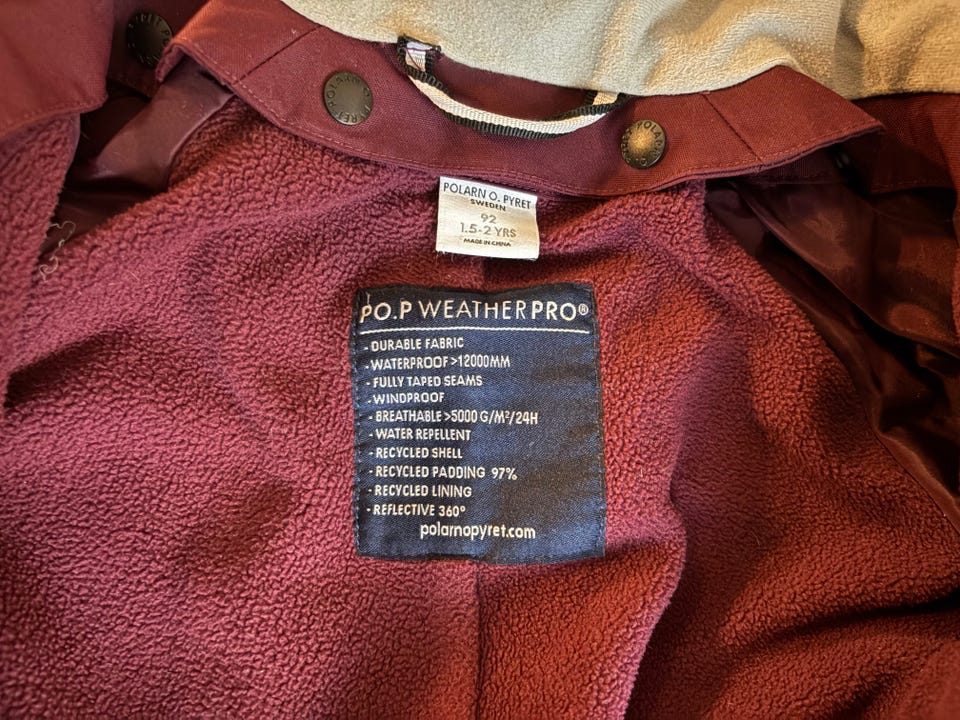 POLARN O. PYRET
SWEDEN
92
1.5-2 YRS
MADE IN CHINA
PO.P WEATHERPRO®
- DURABLE FABRIC
- WATERPROOF >12000MM
- FULLY TAPED SEAMS
- WINDPROOF
- BREATHABLE >5000 G/M²/24H
- WATER REPELLENT
- RECYCLED SHELL
- RECYCLED PADDING 97%
- RECYCLED LINING
- REFLECTIVE 360°
polarnopyret.com